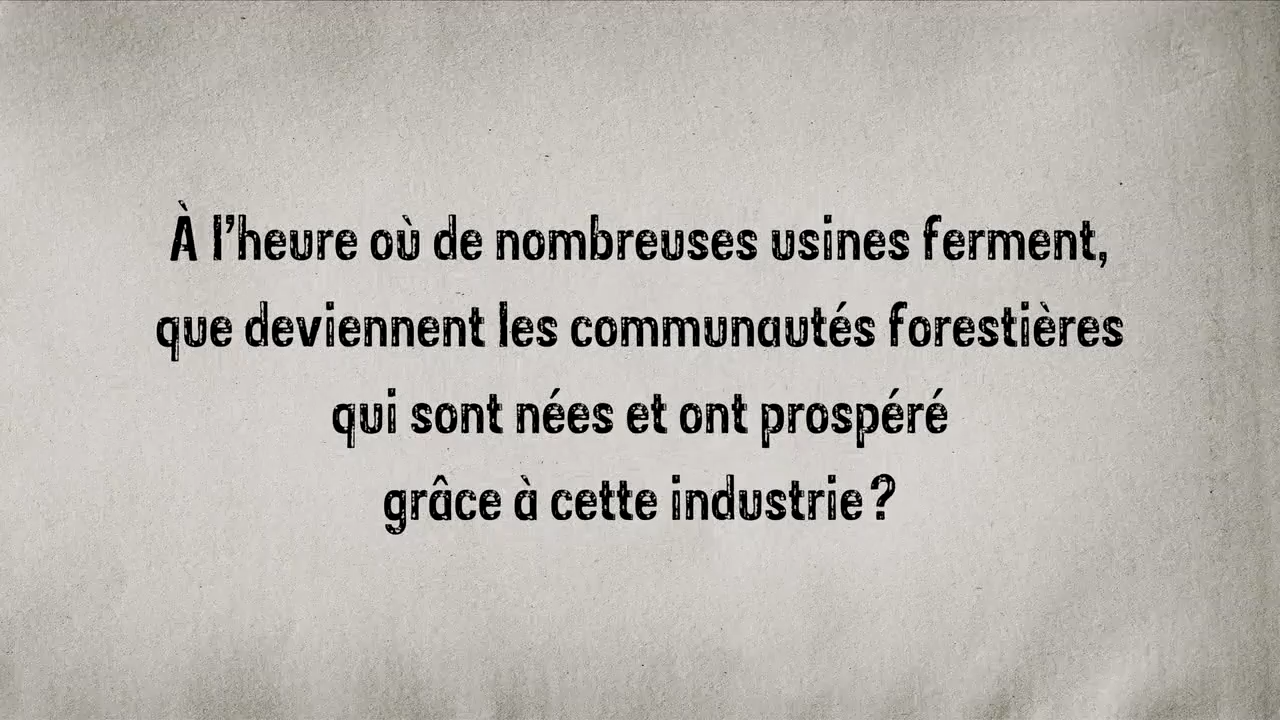 À l’heure où de nombreuses usines ferment,
que deviennent les communautés forestières
qui sont nées et ont prospéré
grâce à cette industrie ?